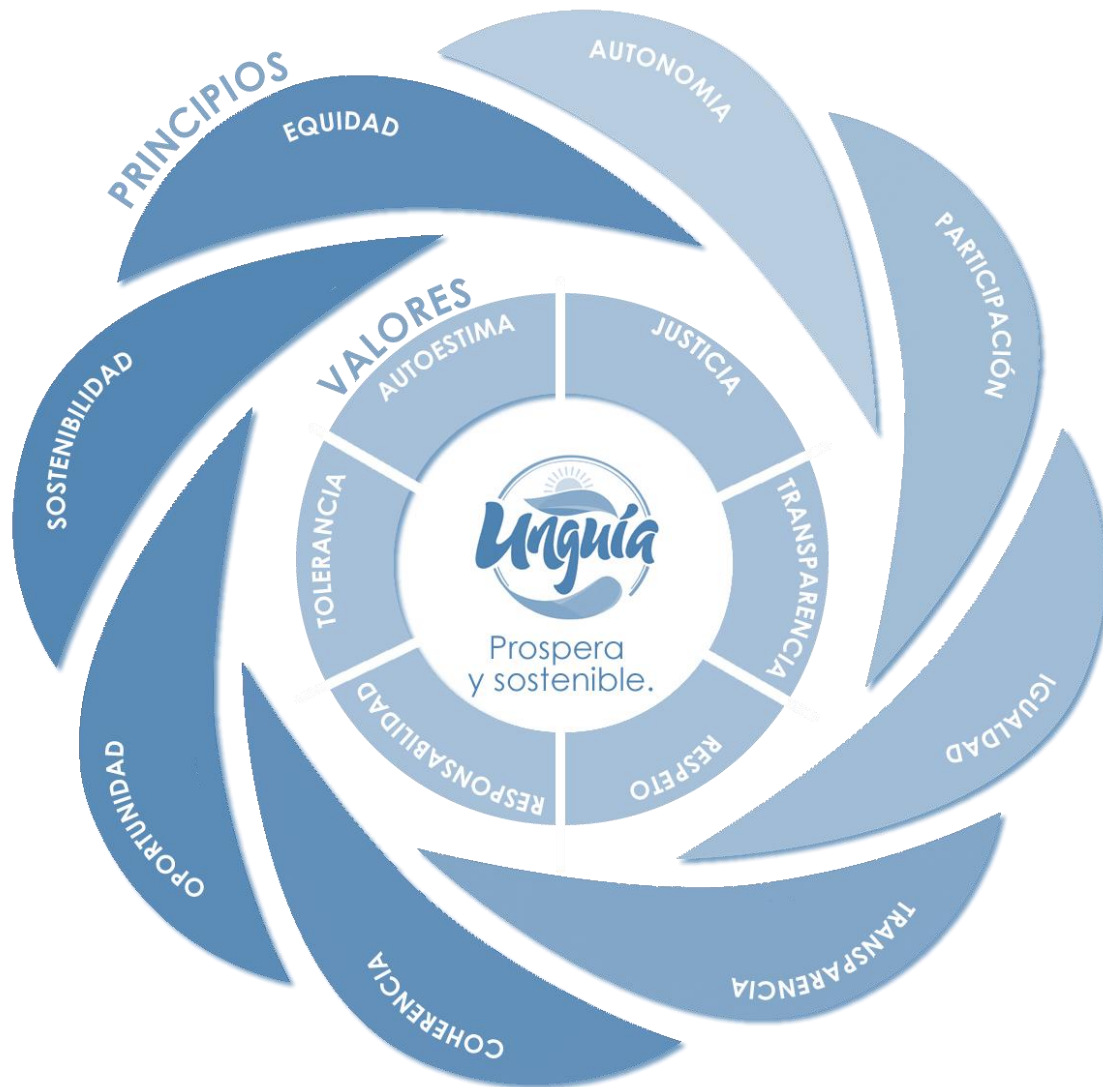 PRINCIPIOS
EQUIDAD
AUTONOMIA
PARTICIPACIÓN
IGUALDAD
TRANSPARENCIA
COHERENCIA
OPORTUNIDAD
SOSTENIBILIDAD
VALORES
AUTOESTIMA
JUSTICIA
TRANSPARENCIA
RESPETO
RESPONSABILIDAD
TOLERANCIA
Unguía
Prospera
y sostenible.